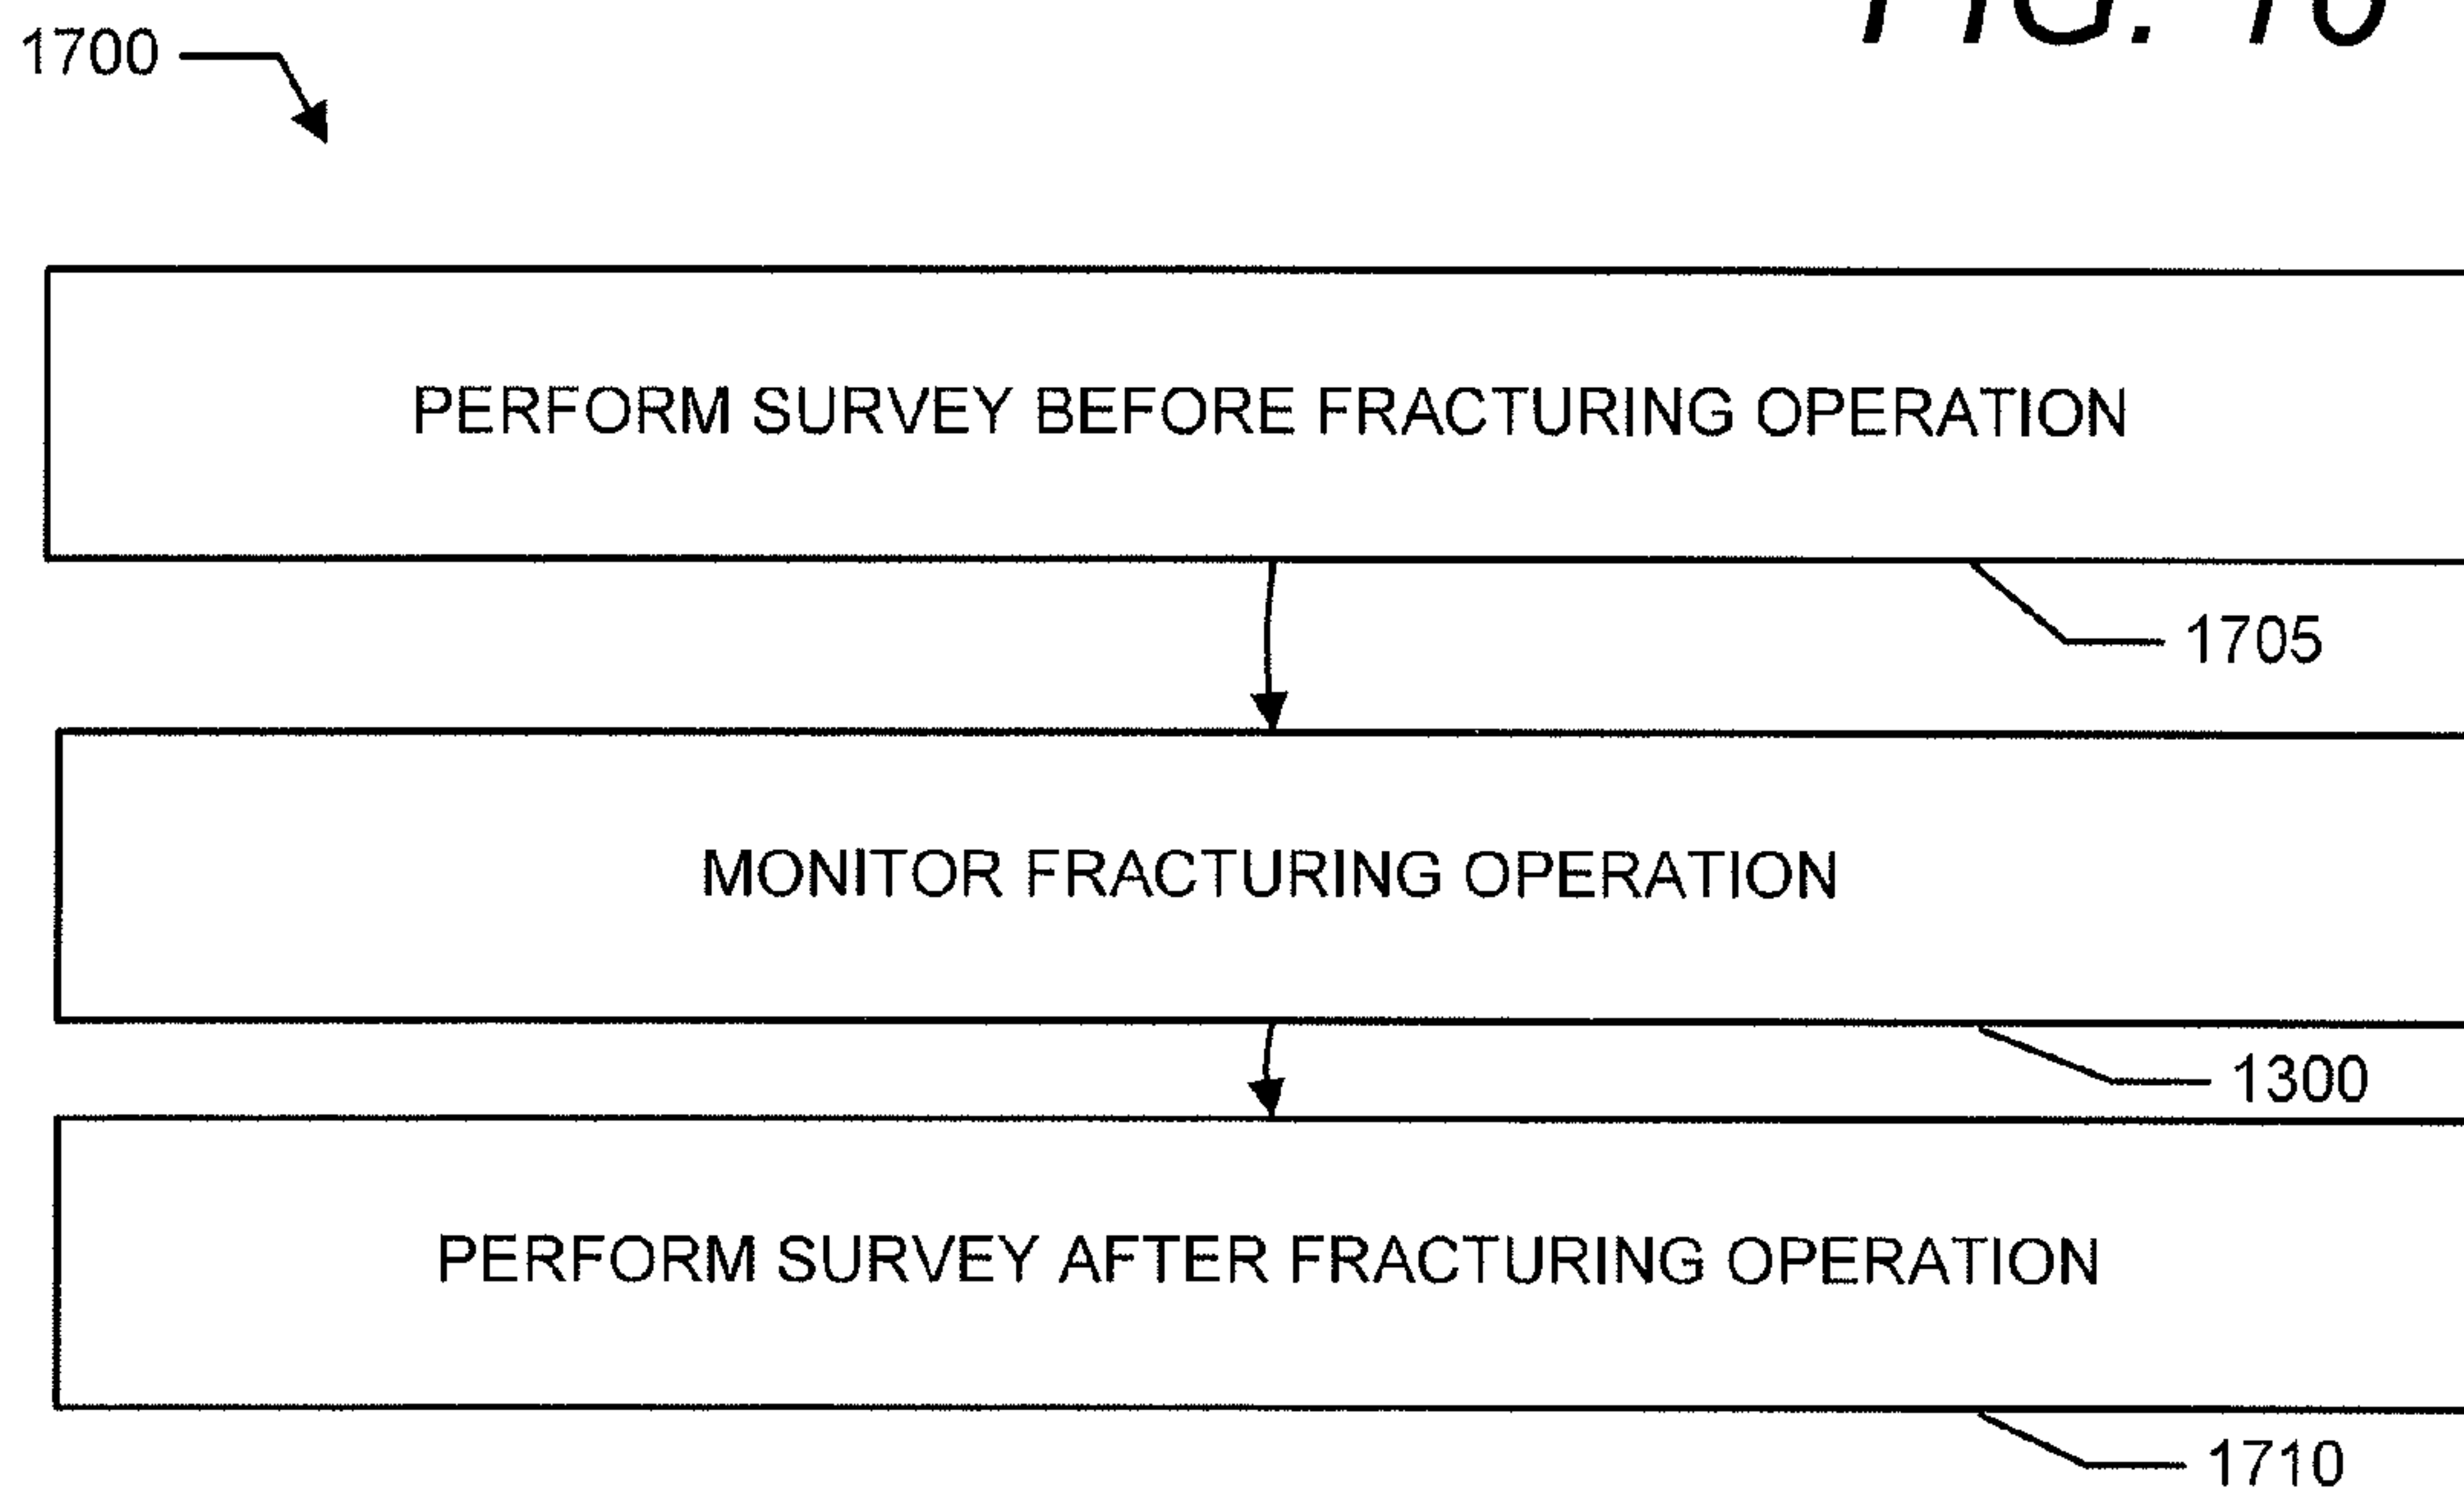 1700
PERFORM SURVEY BEFORE FRACTURING OPERATION
1705
MONITOR FRACTURING OPERATION
1300
PERFORM SURVEY AFTER FRACTURING OPERATION
1710